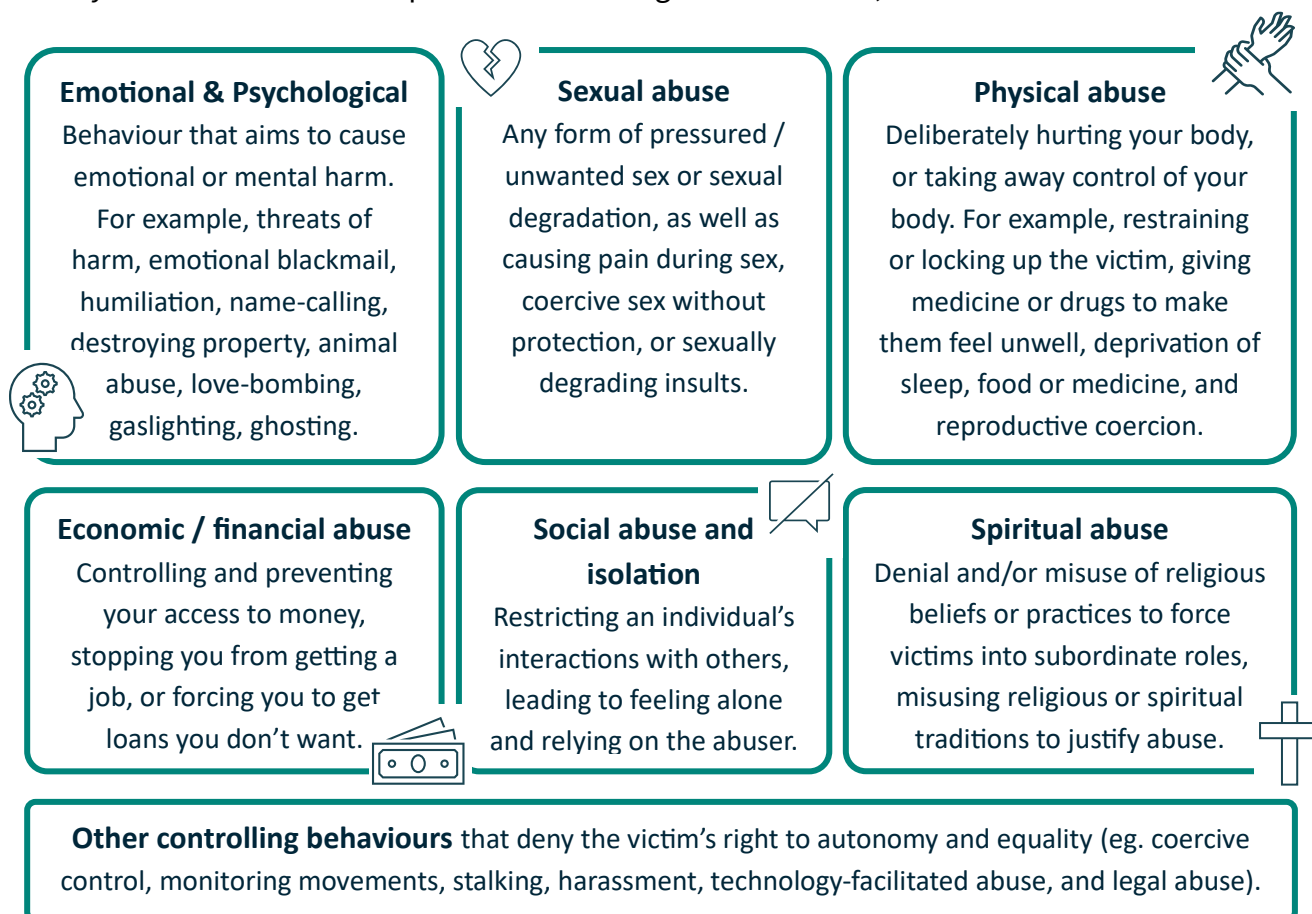 Emotional & Psychological
Behaviour that aims to cause
emotional or mental harm.
For example, threats of
harm, emotional blackmail,
humiliation, name-calling,
destroying property, animal
abuse, love-bombing,
gaslighting, ghosting.
Sexual abuse
Any form of pressured /
unwanted sex or sexual
degradation, as well as
causing pain during sex,
coercive sex without
protection, or sexually
degrading insults.
Physical abuse
Deliberately hurting your body,
or taking away control of your
body. For example, restraining
or locking up the victim, giving
medicine or drugs to make
them feel unwell, deprivation of
sleep, food or medicine, and
reproductive coercion.
Economic / financial abuse
Controlling and preventing
your access to money,
stopping you from getting a
job, or forcing you to get
loans you don’t want.
Social abuse and
isolation
Restricting an individual’s
interactions with others,
leading to feeling alone
and relying on the abuser.
Spiritual abuse
Denial and/or misuse of religious
beliefs or practices to force
victims into subordinate roles,
misusing religious or spiritual
traditions to justify abuse.
Other controlling behaviours that deny the victim’s right to autonomy and equality (eg. coercive
control, monitoring movements, stalking, harassment, technology-facilitated abuse, and legal abuse).